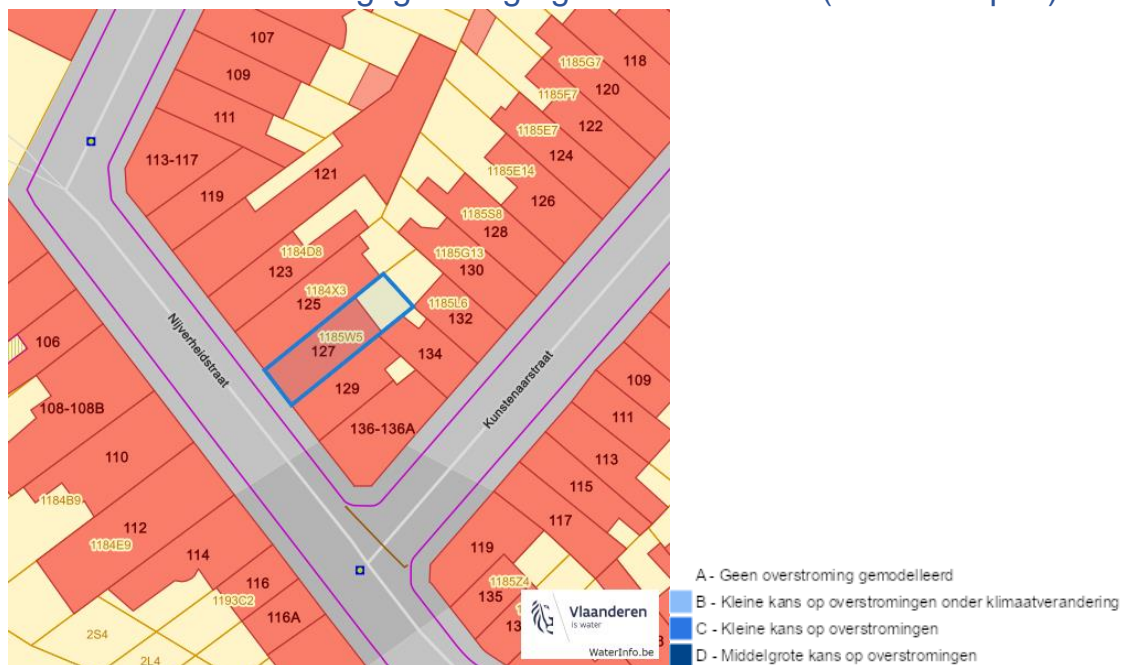 107
118
1185G7
109
120
1185F7
111
122
1185E7
124
113-117
1185E14
121
126
119
1185S8
128
1184D8
1185G13
123
130
1184X3
125
1185L6
132
1185W5
127
134
Nijverheidstraat
106
129
Kunstenaarstraat
109
108-108B
111
136-136A
110
113
115
1184B9
112
117
1184E9
114
119
116
1185Z4
1193C2
135
116A
2S4
2L4
Vlaanderen
is water
WaterInfo.be
A - Geen overstroming gemodelleerd
B - Kleine kans op overstromingen onder klimaatverandering
C - Kleine kans op overstromingen
D - Middelgrote kans op overstromingen